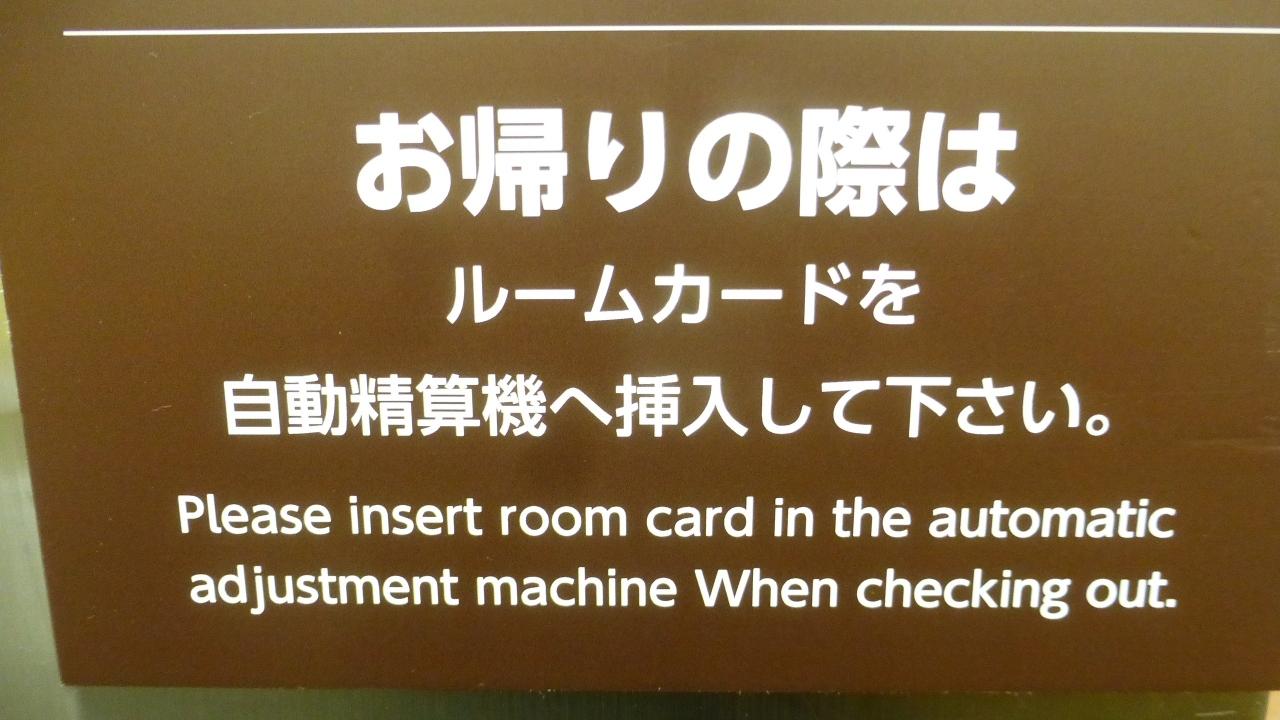 お帰りの際は
ルームカードを
自動精算機へ挿入して下さい。
Please insert room card in the automatic
adjustment machine When checking out.